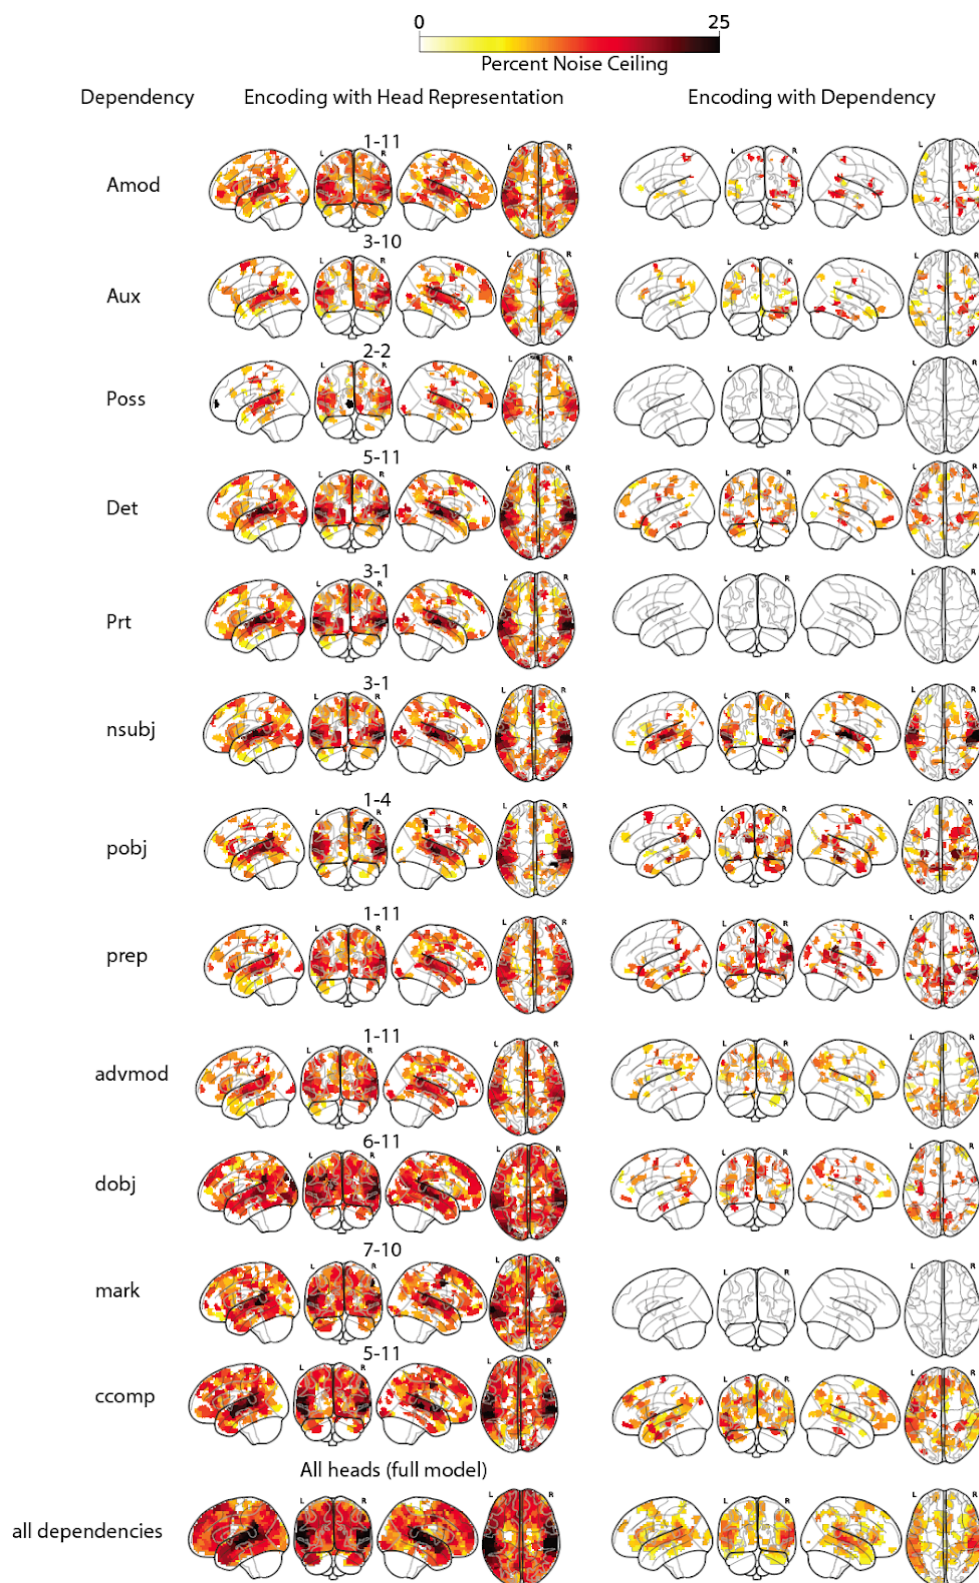 0 25
Percent Noise Ceiling
Dependency Encoding with Head Representation Encoding with Dependency
1-11
L R L R L R L R
Amod
3-10
L R L R L R L R
Aux
2-2
L R L R L R L R
Poss
5-11
L R L R L R L R
Det
3-1
L R L R L R L R
Prt
3-1
L R L R L R L R
nsubj
1-4
L R L R L R L R
pobj
1-11
L R L R L R L R
prep
1-11
L R L R L R L R
advmod
6-11
L R L R L R L R
dobj
7-10
L R L R L R L R
mark
5-11
L R L R L R L R
ccomp
All heads (full model)
L R L R L R L R
all dependencies